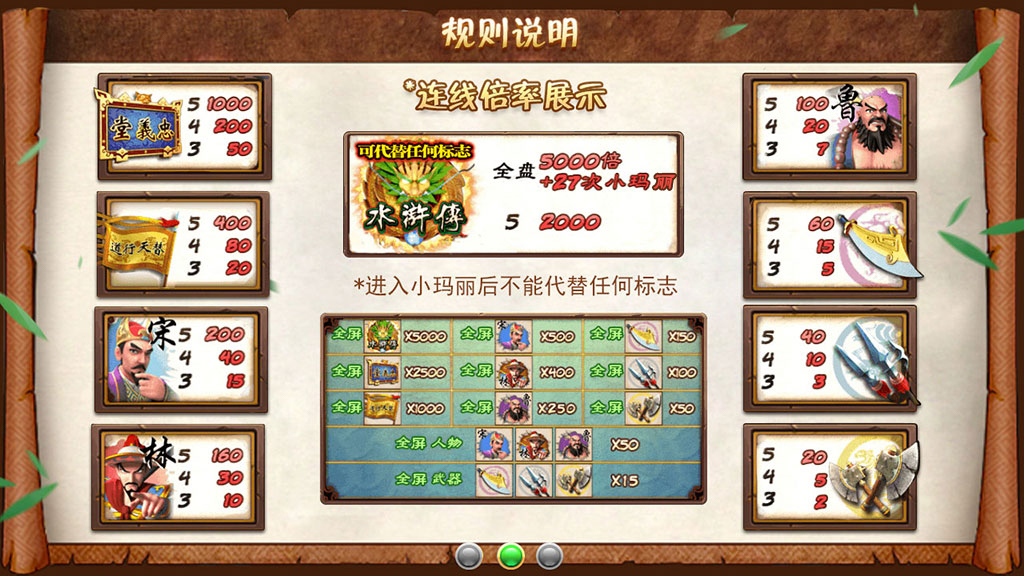 规则说明
*连线倍率展示
忠義堂
5 1000
4 200
3 50
替天行道
5 400
4 80
3 20
宋
5 200
4 40
3 15
林
5 160
4 30
3 10
可代替任何标志
水滸傳
全盘 5000倍
+27次小玛丽
5 2000
*进入小玛丽后不能代替任何标志
全屏 X5000 全屏 宋 X500 全屏 X150
全屏 X2500 全屏 林 X400 全屏 X100
全屏 X1000 全屏 X250 全屏 X50
全屏 人物 宋 林 X50
全屏 武器 X15
魯
5 100
4 20
3 7
5 60
4 15
3 5
5 40
4 10
3 3
5 20
4 5
3 2